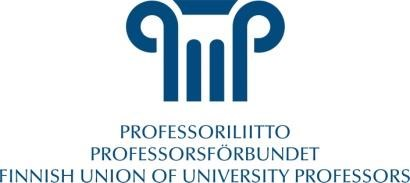 PROFESSORILIITTO
PROFESSORSFÖRBUNDET
FINNISH UNION OF UNIVERSITY PROFESSORS